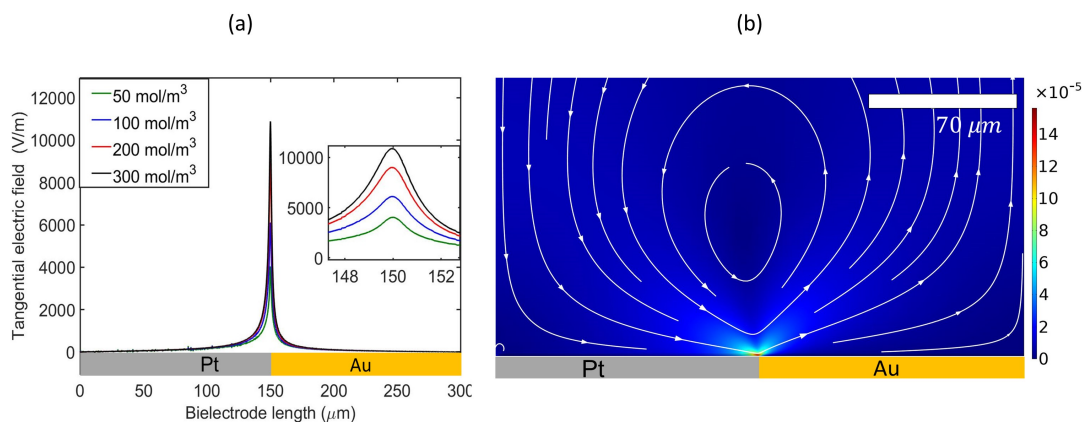 (a)
(b)
50 mol/m³
100 mol/m³
200 mol/m³
300 mol/m³
Tangential electric field (V/m)
12000
10000
8000
6000
4000
2000
0
10000
5000
0
148 150 152
Pt Au
0 50 100 150 200 250 300
Bielectrode length (μm)
70 μm
×10⁻⁵
14
12
10
8
6
4
2
0
Pt Au